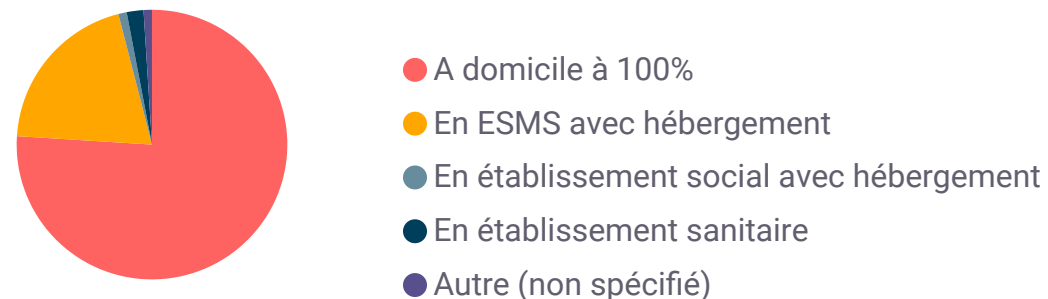 A domicile à 100%
En ESMS avec hébergement
En établissement social avec hébergement
En établissement sanitaire
Autre (non spécifié)